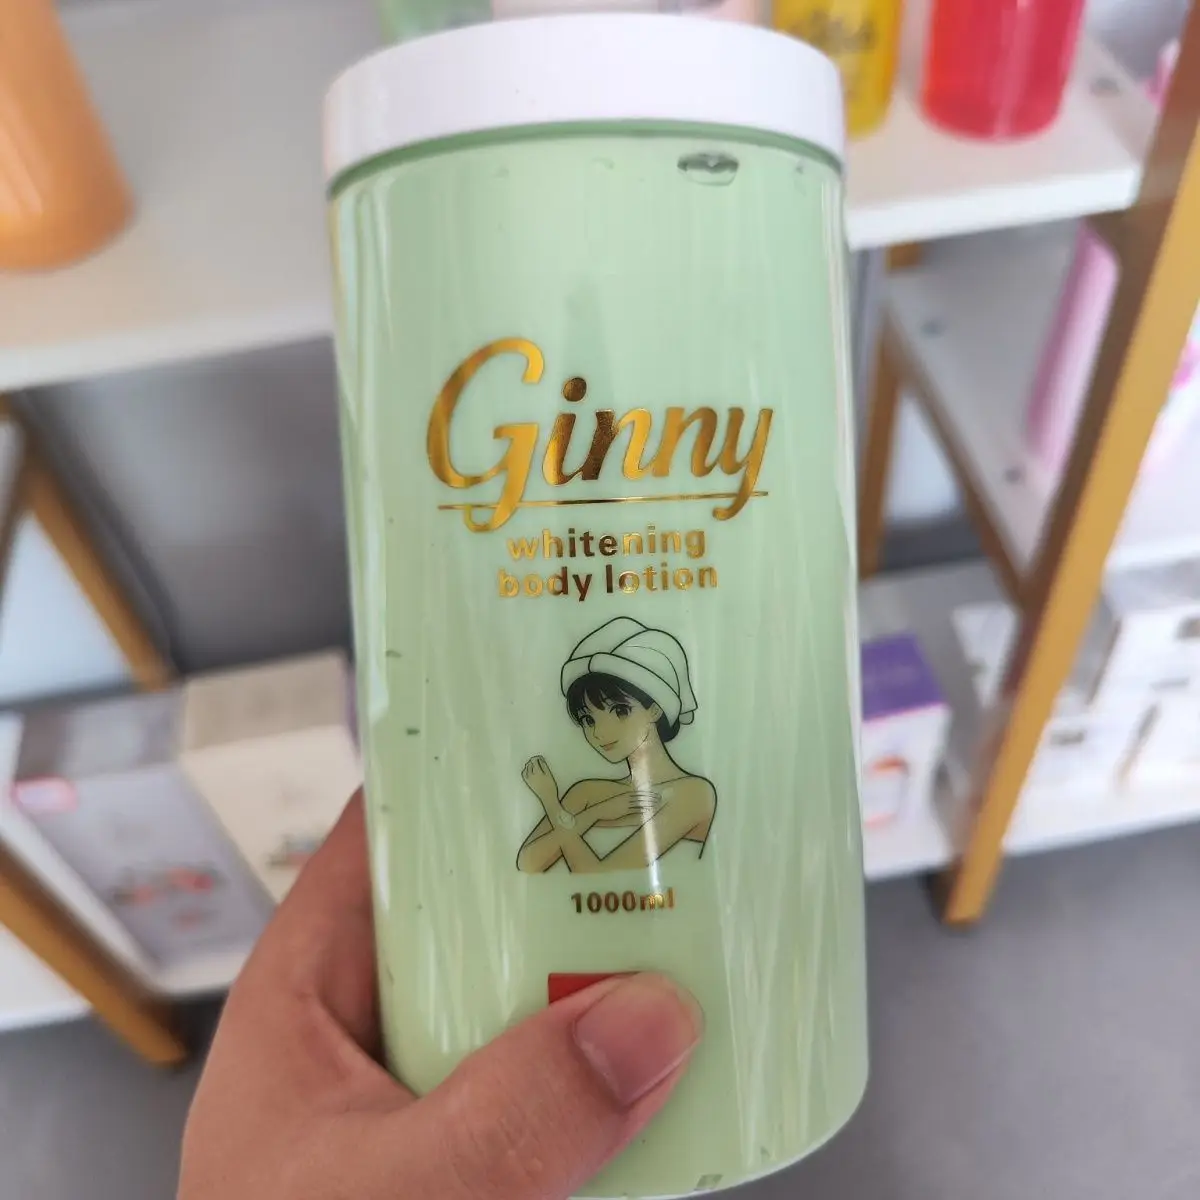 Ginny
whitening
body lotion
1000ml